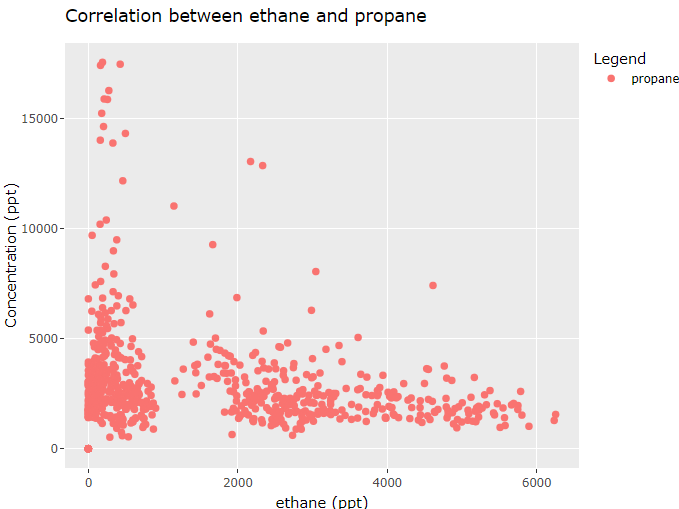 Correlation between ethane and propane
Legend
propane
Concentration (ppt)
15000
10000
5000
0
0 2000 4000 6000
ethane (ppt)